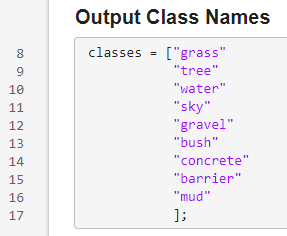 Output Class Names
8 classes = ["grass"
9 "tree"
10 "water"
11 "sky"
12 "gravel"
13 "bush"
14 "concrete"
15 "barrier"
16 "mud"
17 ];